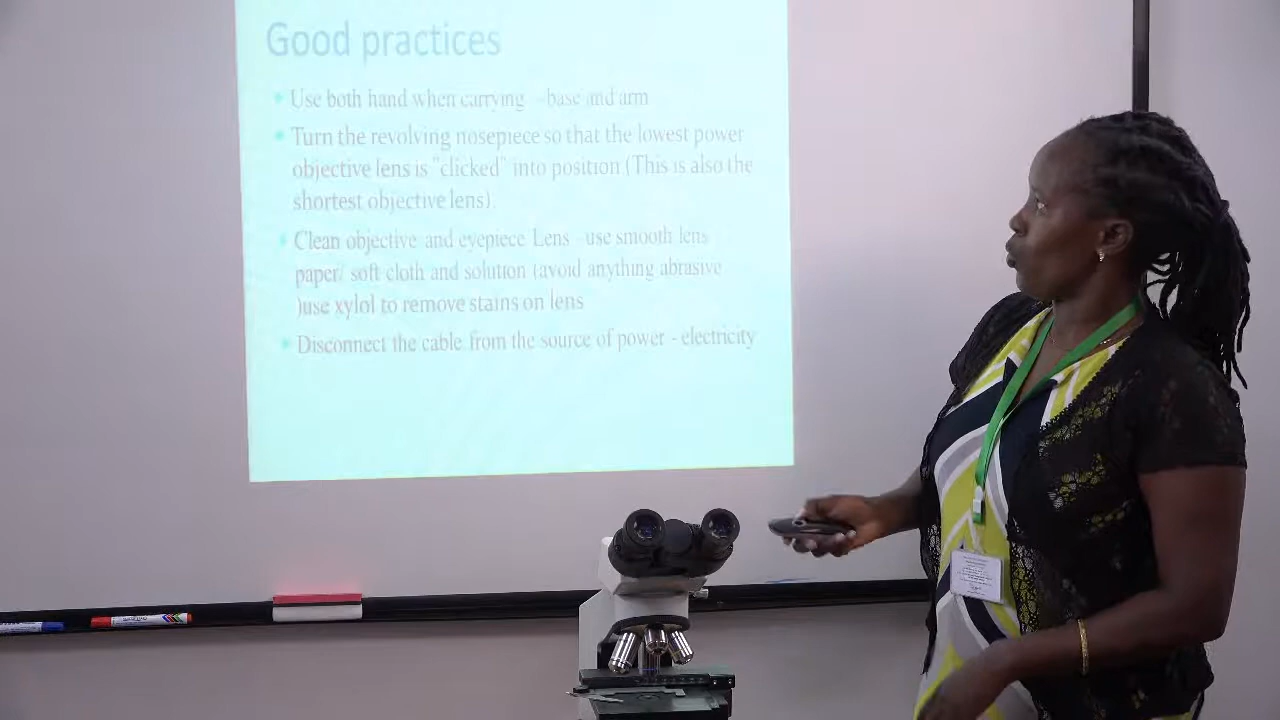 Good practices
• Use both hand when carrying -base and arm
• Turn the revolving nosepiece so that the lowest power
objective lens is "clicked" into position (This is also the
shortest objective lens).
• Clean objective and eyepiece Lens -use smooth lens
paper/ soft cloth and solution (avoid anything abrasive
)use xylol to remove stains on lens
• Disconnect the cable from the source of power - electricity